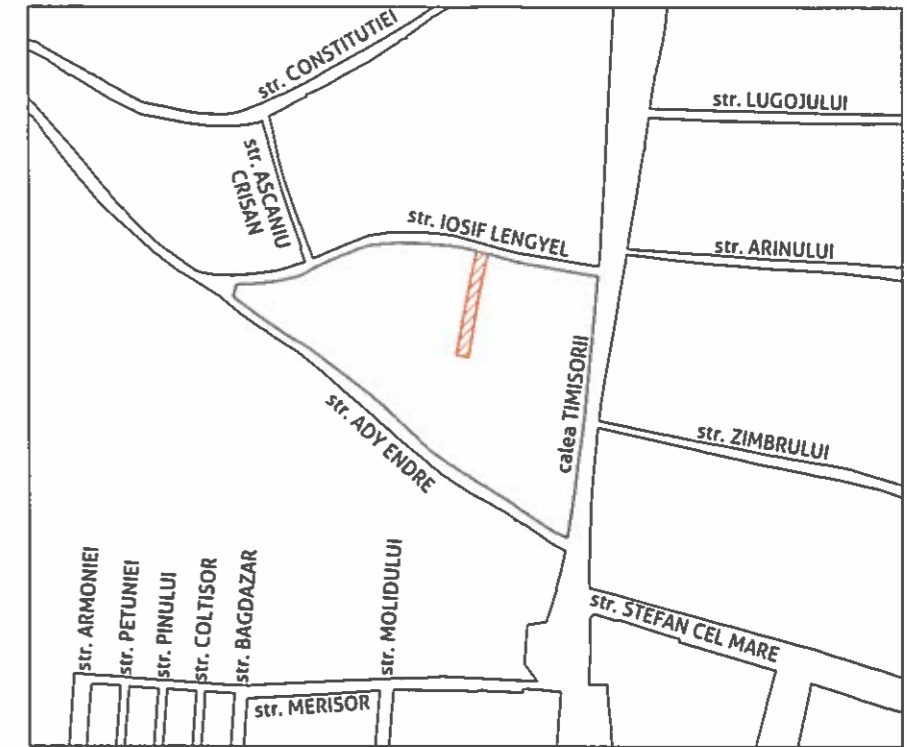 str. CONSTITUTIEI
str. LUGOJULUI
str. ASCANIU
CRISAN
str. IOSIF LENGYEL
str. ARINULUI
calea TIMISORII
str. ADY ENDRE
str. ZIMBRULUI
str. ARMONIEI
str. PETUNIEI
str. PINULUI
str. COLTISOR
str. BAGDAZAR
str. MOLIDULUI
str. STEFAN CEL MARE
str. MERISOR